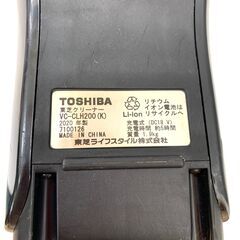 TOSHIBA
東芝クリーナー
VC-CLH200(K)
2020 年製
7100126
MADE IN CHINA
リチウム
イオン電池は
Li-Ion リサイクルへ
充電式 (DC18 V)
充電時間 約5時間
質量 1.9kg
東芝ライフスタイル株式会社